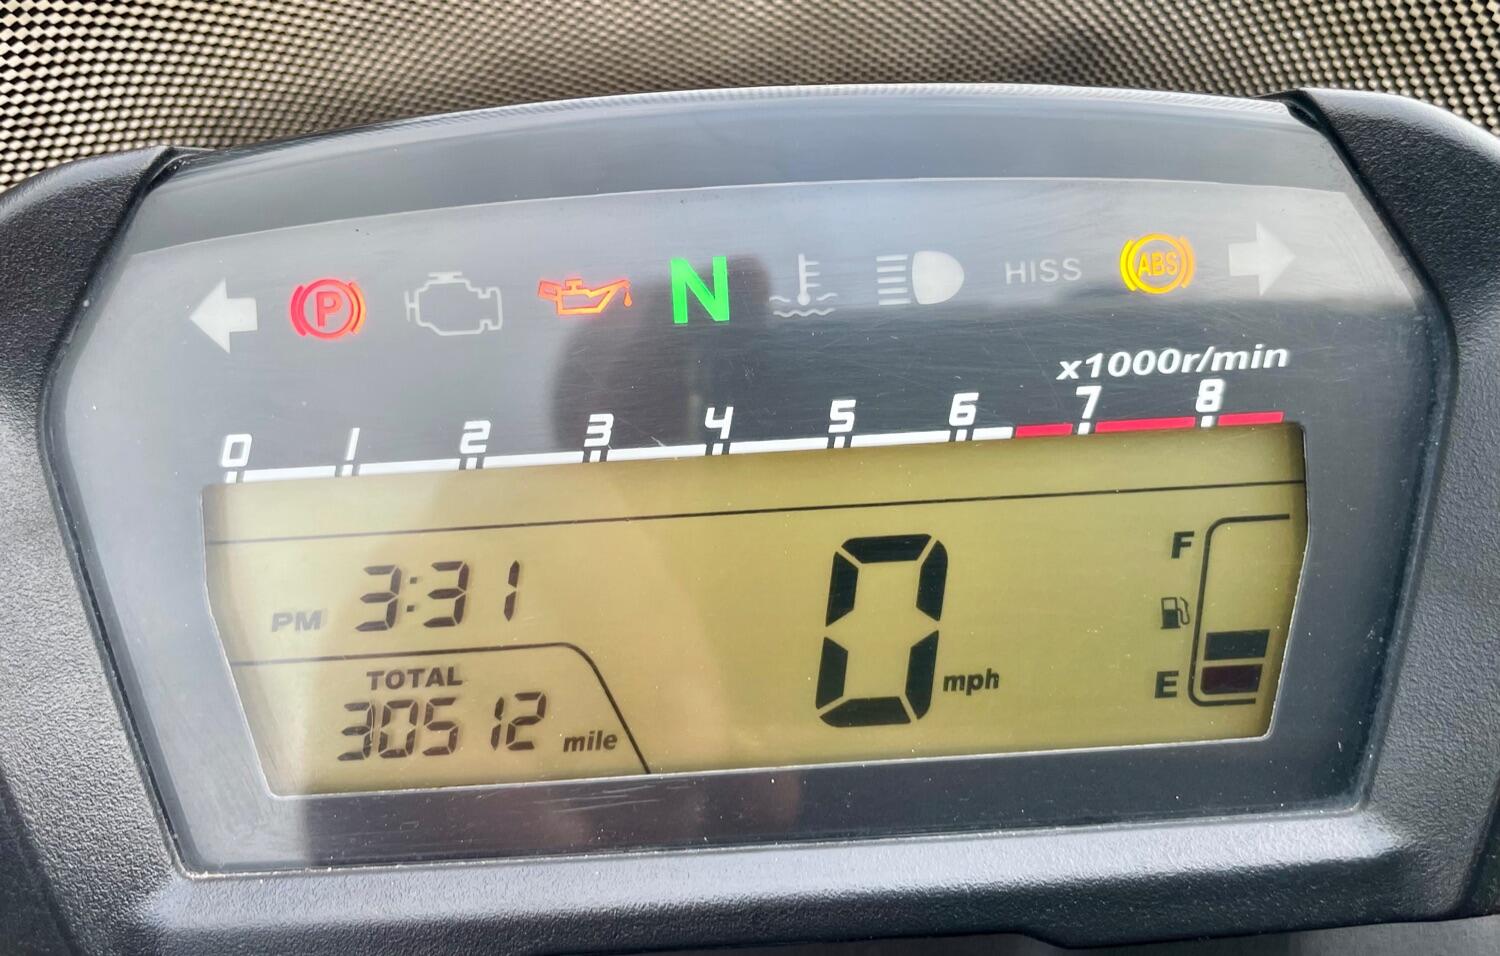 P N HISS ABS
x1000r/min
0 1 2 3 4 5 6 7 8
PM 3:31
TOTAL
30512 mile
0 mph
F
E